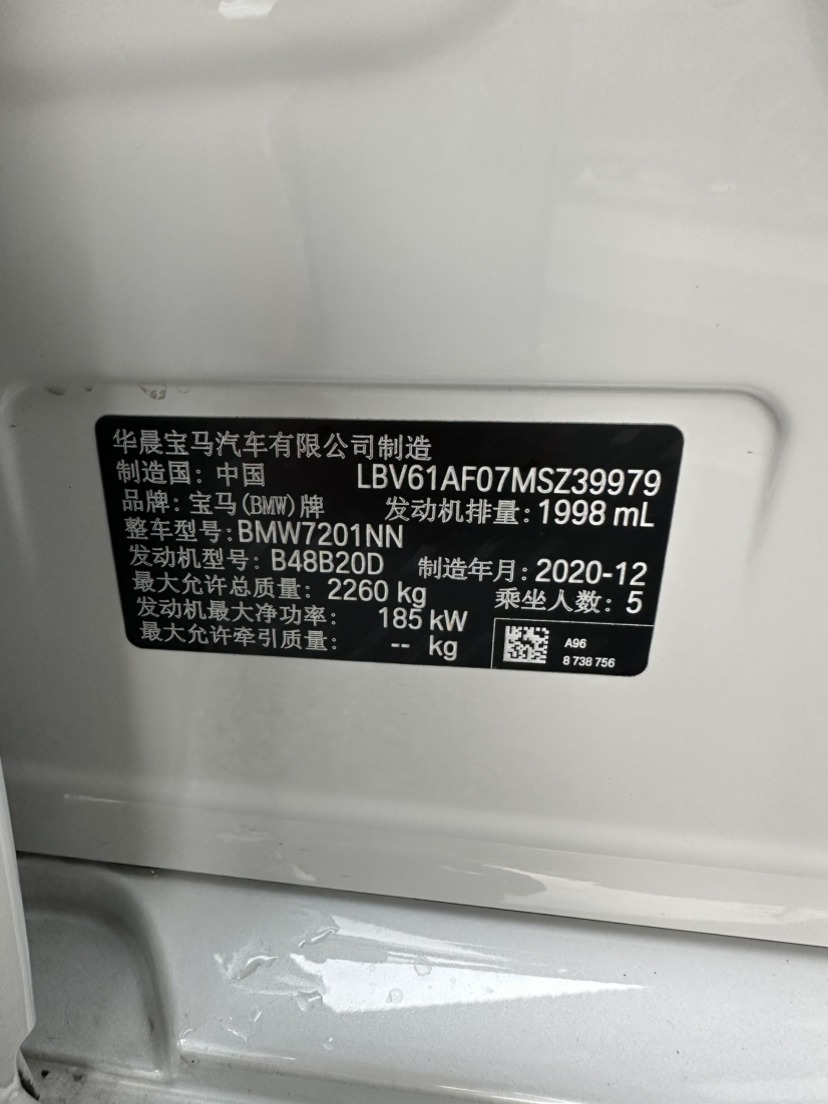 华晨宝马汽车有限公司制造
制造国: 中国 LBV61AF07MSZ39979
品牌: 宝马(BMW)牌 发动机排量: 1998 mL
整车型号: BMW7201NN
发动机型号: B48B20D 制造年月: 2020-12
最大允许总质量: 2260 kg 乘坐人数: 5
发动机最大净功率: 185 kW
最大允许牵引质量: -- kg
A96
8 738 756